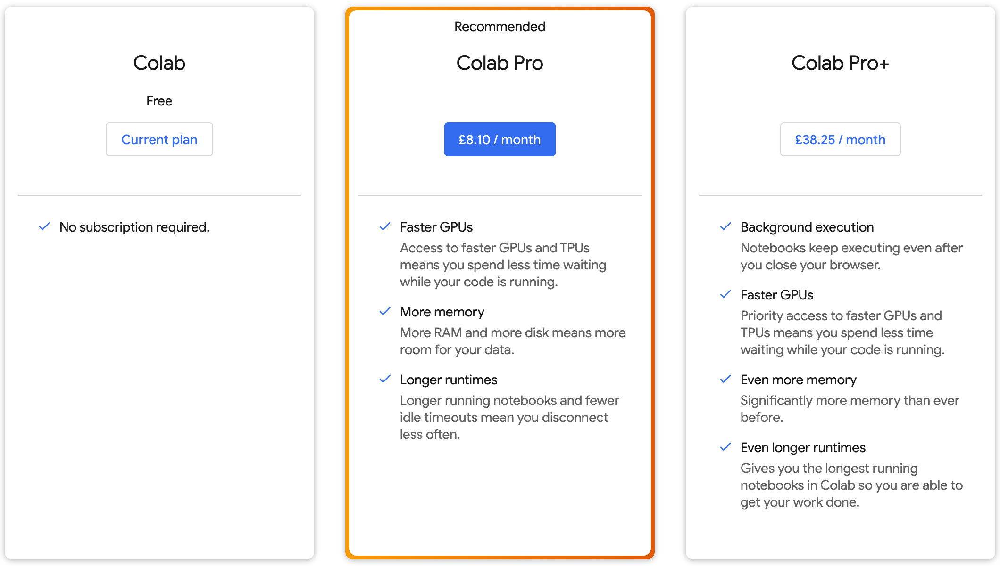 Colab
Free
Current plan
No subscription required.
Recommended
Colab Pro
£8.10 / month
Faster GPUs
Access to faster GPUs and TPUs
means you spend less time waiting
while your code is running.
More memory
More RAM and more disk means more
room for your data.
Longer runtimes
Longer running notebooks and fewer
idle timeouts mean you disconnect
less often.
Colab Pro+
£38.25 / month
Background execution
Notebooks keep executing even after
you close your browser.
Faster GPUs
Priority access to faster GPUs and
TPUs means you spend less time
waiting while your code is running.
Even more memory
Significantly more memory than ever
before.
Even longer runtimes
Gives you the longest running
notebooks in Colab so you are able to
get your work done.